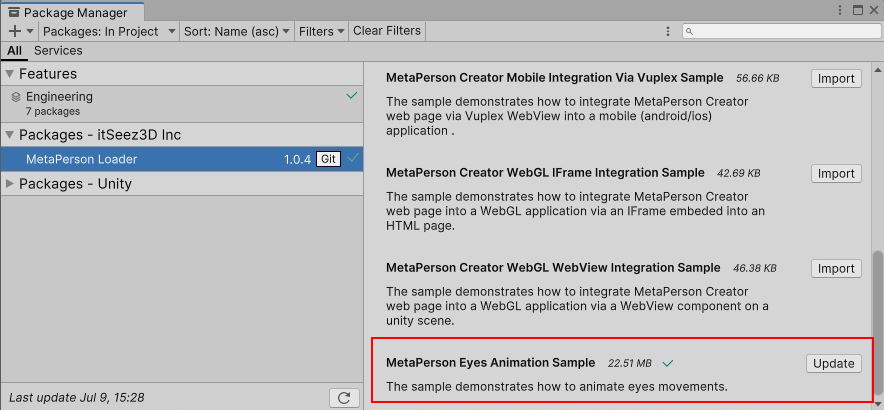 Package Manager
Packages: In Project Sort: Name (asc) Filters Clear Filters
All Services
Features
Engineering
7 packages
Packages - itSeez3D Inc
MetaPerson Loader 1.0.4 Git
Packages - Unity
Last update Jul 9, 15:28
MetaPerson Creator Mobile Integration Via Vuplex Sample 56.66 KB Import
The sample demonstrates how to integrate MetaPerson Creator
web page via Vuplex WebView into a mobile (android/ios)
application .
MetaPerson Creator WebGL IFrame Integration Sample 42.69 KB Import
The sample demonstrates how to integrate MetaPerson Creator
web page into a WebGL application via an IFrame embeded into an
HTML page.
MetaPerson Creator WebGL WebView Integration Sample 46.38 KB Import
The sample demonstrates how to integrate MetaPerson Creator
web page into a WebGL application via a WebView component on a
unity scene.
MetaPerson Eyes Animation Sample 22.51 MB Update
The sample demonstrates how to animate eyes movements.